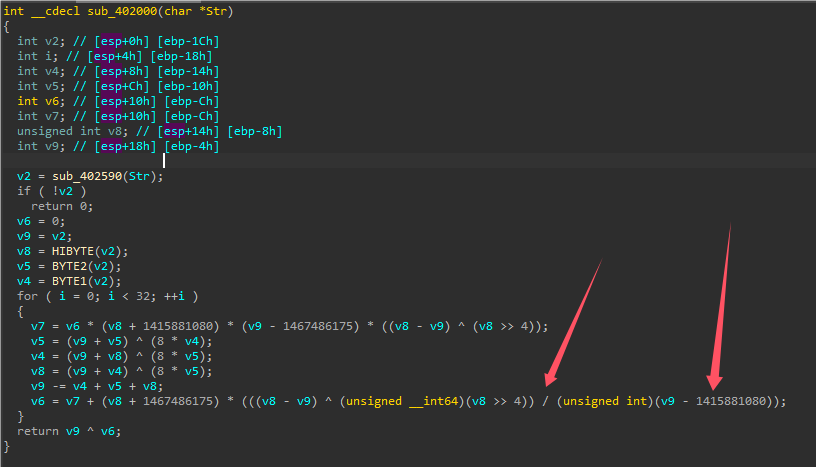 int __cdecl sub_402000(char *Str)
{
  int v2; // [esp+0h] [ebp-1Ch]
  int i; // [esp+4h] [ebp-18h]
  int v4; // [esp+8h] [ebp-14h]
  int v5; // [esp+Ch] [ebp-10h]
  int v6; // [esp+10h] [ebp-Ch]
  int v7; // [esp+10h] [ebp-Ch]
  unsigned int v8; // [esp+14h] [ebp-8h]
  int v9; // [esp+18h] [ebp-4h]
  v2 = sub_402590(Str);
  if ( !v2 )
    return 0;
  v6 = 0;
  v9 = v2;
  v8 = HIBYTE(v2);
  v5 = BYTE2(v2);
  v4 = BYTE1(v2);
  for ( i = 0; i < 32; ++i )
  {
    v7 = v6 * (v8 + 1415881080) * (v9 - 1467486175) * ((v8 - v9) ^ (v8 >> 4));
    v5 = (v9 + v5) ^ (8 * v4);
    v4 = (v9 + v8) ^ (8 * v5);
    v8 = (v9 + v4) ^ (8 * v5);
    v9 -= v4 + v5 + v8;
    v6 = v7 + (v8 + 1467486175) * (((v8 - v9) ^ (unsigned __int64)(v8 >> 4)) / (unsigned int)(v9 - 1415881080));
  }
  return v9 ^ v6;
}